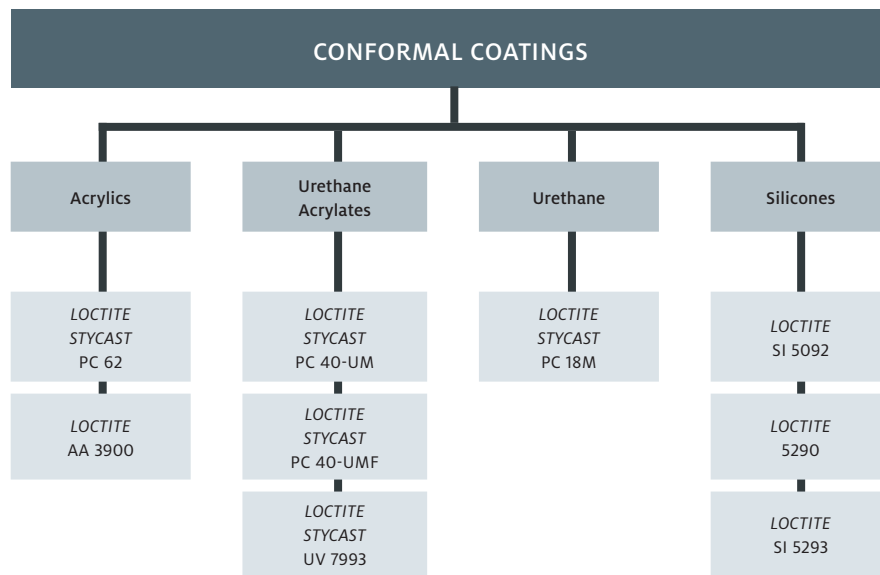 CONFORMAL COATINGS
Acrylics
Urethane
Acrylates
Urethane
Silicones
LOCTITE
STYCAST
PC 62
LOCTITE
AA 3900
LOCTITE
STYCAST
PC 40-UM
LOCTITE
STYCAST
PC 40-UMF
LOCTITE
STYCAST
UV 7993
LOCTITE
STYCAST
PC 18M
LOCTITE
SI 5092
LOCTITE
5290
LOCTITE
SI 5293